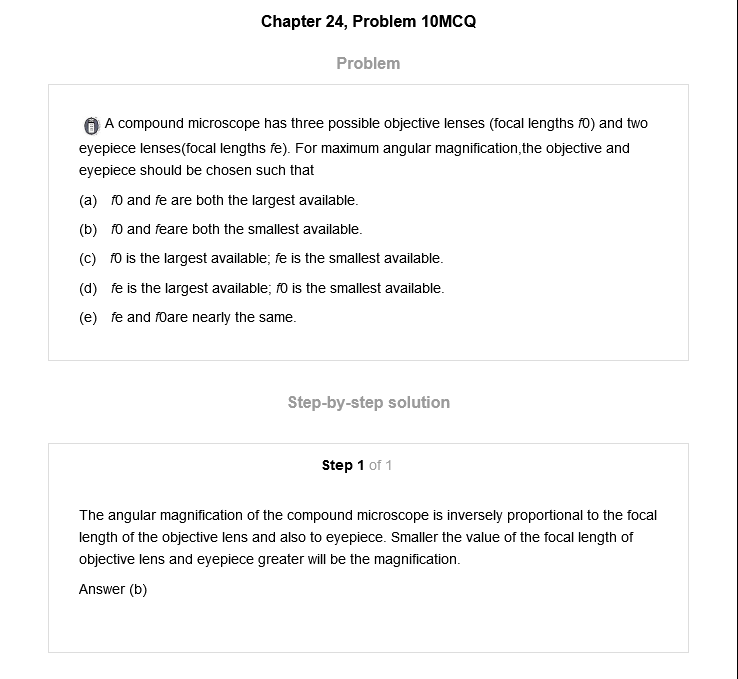 Chapter 24, Problem 10MCQ
Problem
A compound microscope has three possible objective lenses (focal lengths f0) and two
eyepiece lenses(focal lengths fe). For maximum angular magnification,the objective and
eyepiece should be chosen such that
(a) f0 and fe are both the largest available.
(b) f0 and feare both the smallest available.
(c) f0 is the largest available; fe is the smallest available.
(d) fe is the largest available; f0 is the smallest available.
(e) fe and f0are nearly the same.
Step-by-step solution
Step 1 of 1
The angular magnification of the compound microscope is inversely proportional to the focal
length of the objective lens and also to eyepiece. Smaller the value of the focal length of
objective lens and eyepiece greater will be the magnification.
Answer (b)